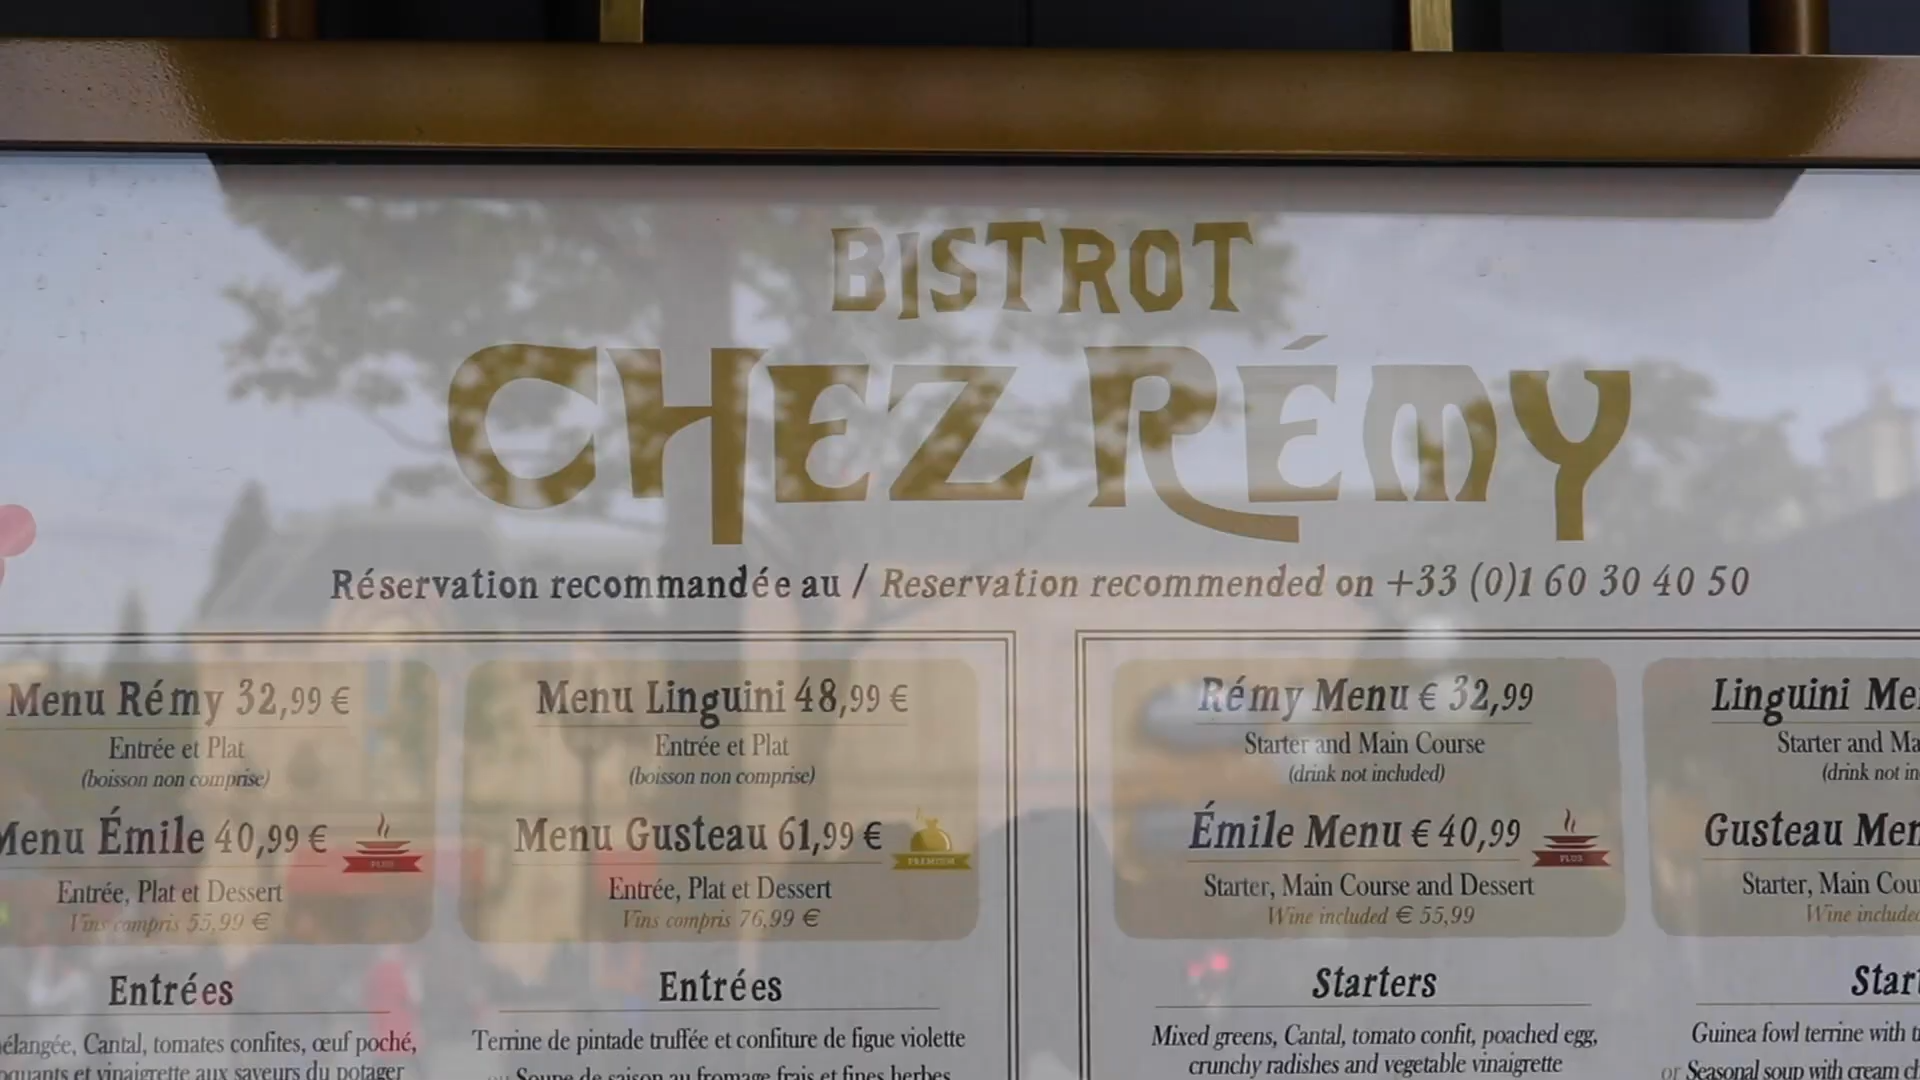 BISTROT
CHEZ RÉMY
Réservation recommandée au / Reservation recommended on +33 (0)1 60 30 40 50
Menu Rémy 32,99 €
Entrée et Plat
(boisson non comprise)
Menu Émile 40,99 €
PLUS
Entrée, Plat et Dessert
Vins compris 55,99 €
Entrées
élangée, Cantal, tomates confites, œuf poché,
oquants et vinaigrette aux saveurs du potager
Menu Linguini 48,99 €
Entrée et Plat
(boisson non comprise)
Menu Gusteau 61,99 €
PREMIUM
Entrée, Plat et Dessert
Vins compris 76,99 €
Entrées
Terrine de pintade truffée et confiture de figue violette
ou Soupe de saison au fromage frais et fines herbes
Rémy Menu € 32,99
Starter and Main Course
(drink not included)
Émile Menu € 40,99
PLUS
Starter, Main Course and Dessert
Wine included € 55,99
Starters
Mixed greens, Cantal, tomato confit, poached egg,
crunchy radishes and vegetable vinaigrette
Linguini Me
Starter and Ma
(drink not in
Gusteau Men
Starter, Main Cou
Wine included
Start
Guinea fowl terrine with t
or Seasonal soup with cream ch